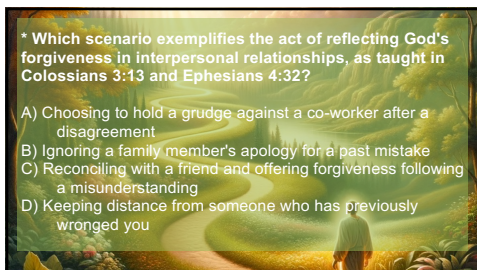 * Which scenario exemplifies the act of reflecting God's
forgiveness in interpersonal relationships, as taught in
Colossians 3:13 and Ephesians 4:32?
A) Choosing to hold a grudge against a co-worker after a
disagreement
B) Ignoring a family member's apology for a past mistake
C) Reconciling with a friend and offering forgiveness following
a misunderstanding
D) Keeping distance from someone who has previously
wronged you